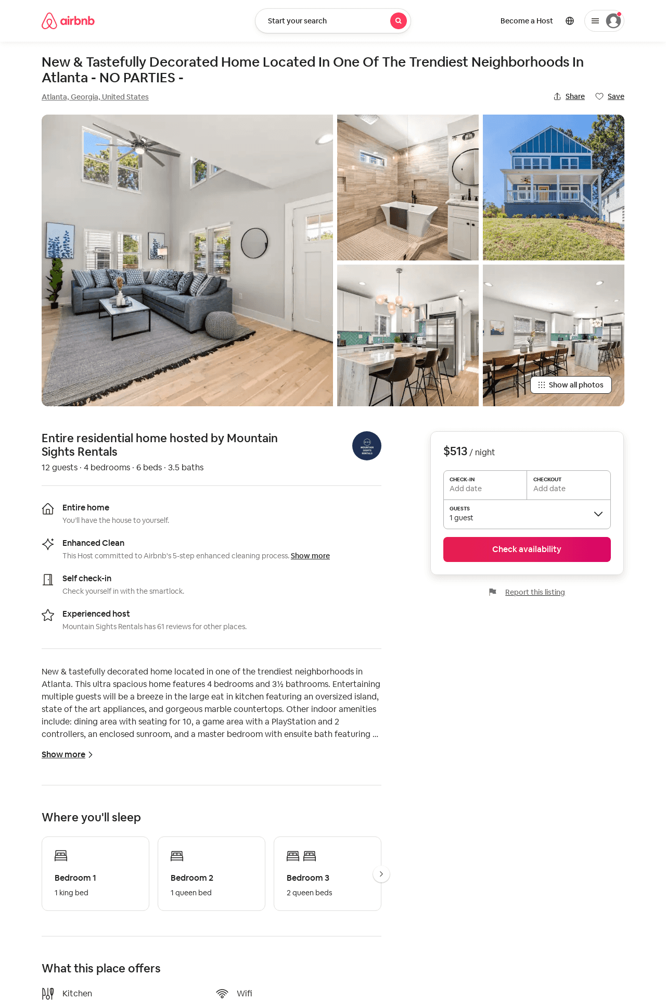 airbnb
Start your search
Become a Host
New & Tastefully Decorated Home Located In One Of The Trendiest Neighborhoods In
Atlanta - NO PARTIES -
Atlanta, Georgia, United States
Share
Save
Show all photos
Entire residential home hosted by Mountain
Sights Rentals
MOUNTAIN
SIGHTS
RENTALS
12 guests · 4 bedrooms · 6 beds · 3.5 baths
$513 / night
CHECK-IN
Add date
CHECKOUT
Add date
GUESTS
1 guest
Check availability
Report this listing
Entire home
You’ll have the house to yourself.
Enhanced Clean
This Host committed to Airbnb's 5-step enhanced cleaning process. Show more
Self check-in
Check yourself in with the smartlock.
Experienced host
Mountain Sights Rentals has 61 reviews for other places.
New & tastefully decorated home located in one of the trendiest neighborhoods in
Atlanta. This ultra spacious home features 4 bedrooms and 3½ bathrooms. Entertaining
multiple guests will be a breeze in the large eat in kitchen featuring an oversized island,
state of the art appliances, and gorgeous marble countertops. Other indoor amenities
include: dining area with seating for 10, a game area with a PlayStation and 2
controllers, an enclosed sunroom, and a master bedroom with ensuite bath featuring ...
Show more
Where you'll sleep
Bedroom 1
1 king bed
Bedroom 2
1 queen bed
Bedroom 3
2 queen beds
What this place offers
Kitchen
Wifi